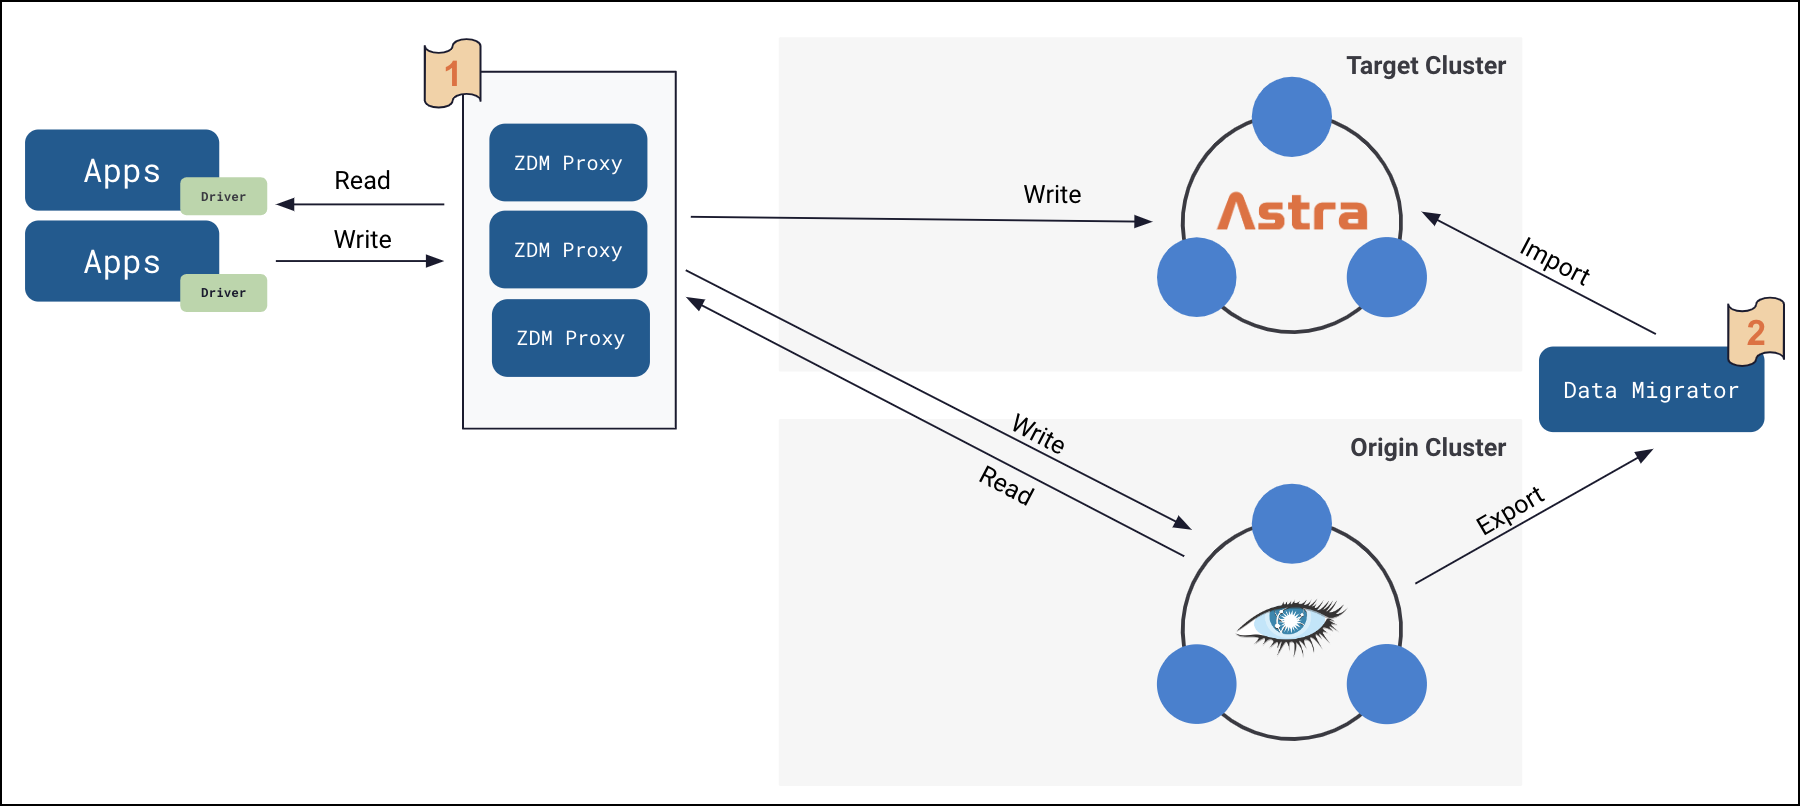 1
Apps
Driver
Apps
Driver
Read
Write
ZDM Proxy
ZDM Proxy
ZDM Proxy
Target Cluster
Write
Astra
Import
2
Data Migrator
Write
Read
Origin Cluster
Export